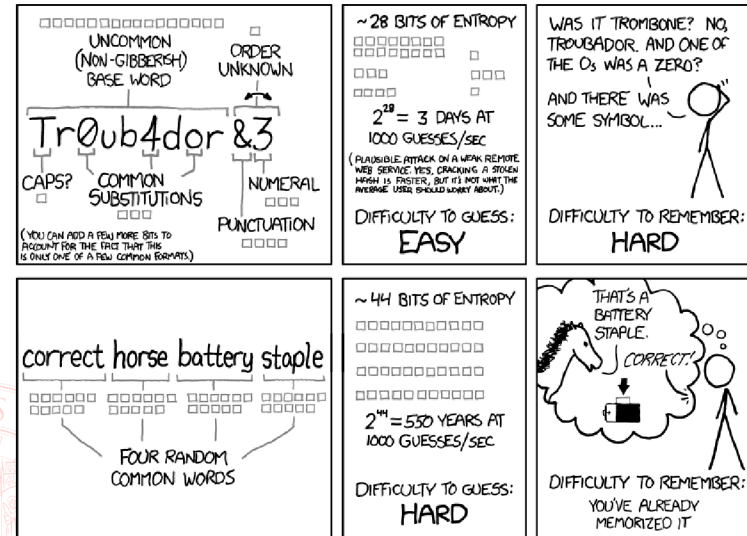 UNCOMMON
(NON-GIBBERISH)
BASE WORD
ORDER
UNKNOWN
Tr0ub4dor &3
CAPS?
COMMON
SUBSTITUTIONS
NUMERAL
PUNCTUATION
(YOU CAN ADD A FEW MORE BITS TO
ACCOUNT FOR THE FACT THAT THIS
IS ONLY ONE OF A FEW COMMON FORMATS.)
~28 BITS OF ENTROPY
2^28 = 3 DAYS AT
1000 GUESSES/SEC
(PLAUSIBLE ATTACK ON A WEAK REMOTE
WEB SERVICE. YES, CRACKING A STOLEN
HASH IS FASTER, BUT IT'S NOT WHAT THE
AVERAGE USER SHOULD WORRY ABOUT.)
DIFFICULTY TO GUESS:
EASY
WAS IT TROMBONE? NO,
TROUBADOR. AND ONE OF
THE Os WAS A ZERO?
AND THERE WAS
SOME SYMBOL...
DIFFICULTY TO REMEMBER:
HARD
correct horse battery staple
FOUR RANDOM
COMMON WORDS
~44 BITS OF ENTROPY
2^44 = 550 YEARS AT
1000 GUESSES/SEC
DIFFICULTY TO GUESS:
HARD
THAT'S A
BATTERY
STAPLE.
CORRECT!
DIFFICULTY TO REMEMBER:
YOU'VE ALREADY
MEMORIZED IT